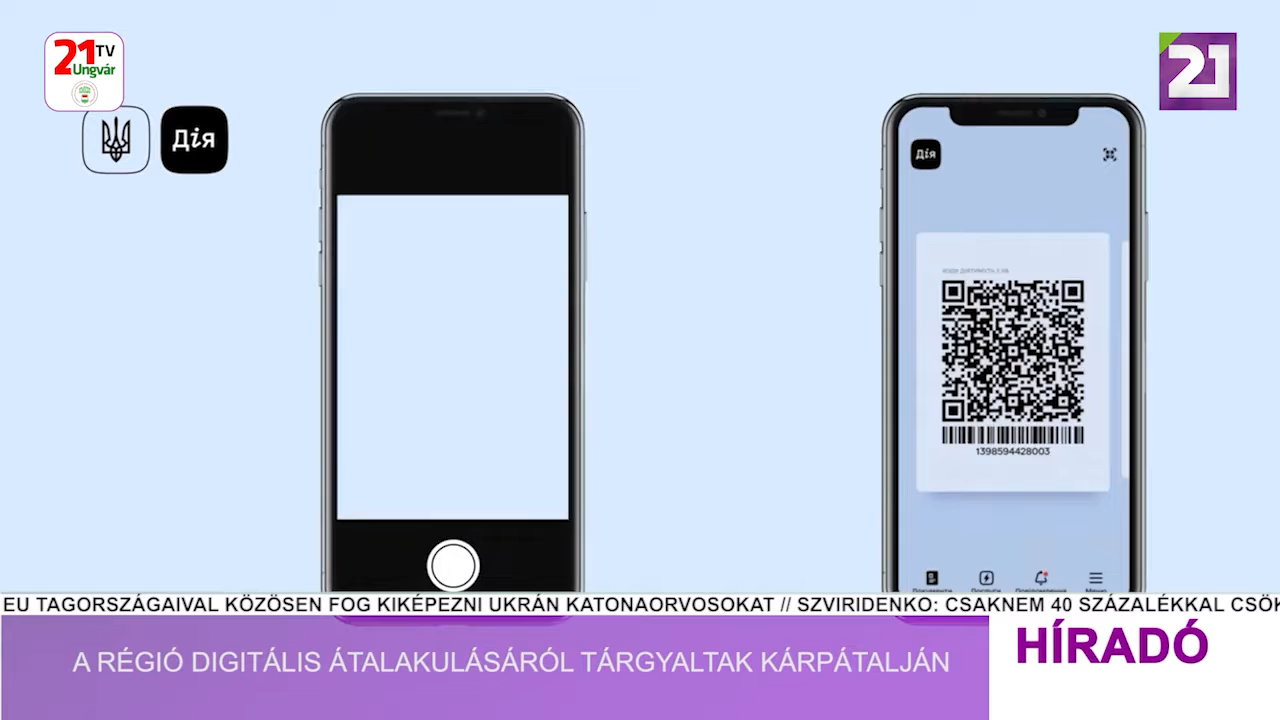 21 TV
Ungvár
21
Дія
Дія
1398594428003
EU TAGORSZÁGAIVAL KÖZÖSEN FOG KIKÉPEZNI UKRÁN KATONAORVOSOKAT // SZVIRIDENKO: CSAKNEM 40 SZÁZALÉKKAL CSÖK
A RÉGIÓ DIGITÁLIS ÁTALAKULÁSÁRÓL TÁRGYALTAK KÁRPÁTALJÁN
HÍRADÓ